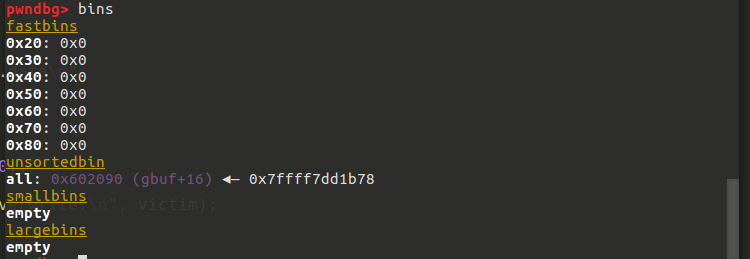 pwndbg> bins
fastbins
0x20: 0x0
0x30: 0x0
0x40: 0x0
0x50: 0x0
0x60: 0x0
0x70: 0x0
0x80: 0x0
unsortedbin
all: 0x602090 (gbuf+16) ◂— 0x7ffff7dd1b78
smallbins
empty
\n", victim);
largebins
empty